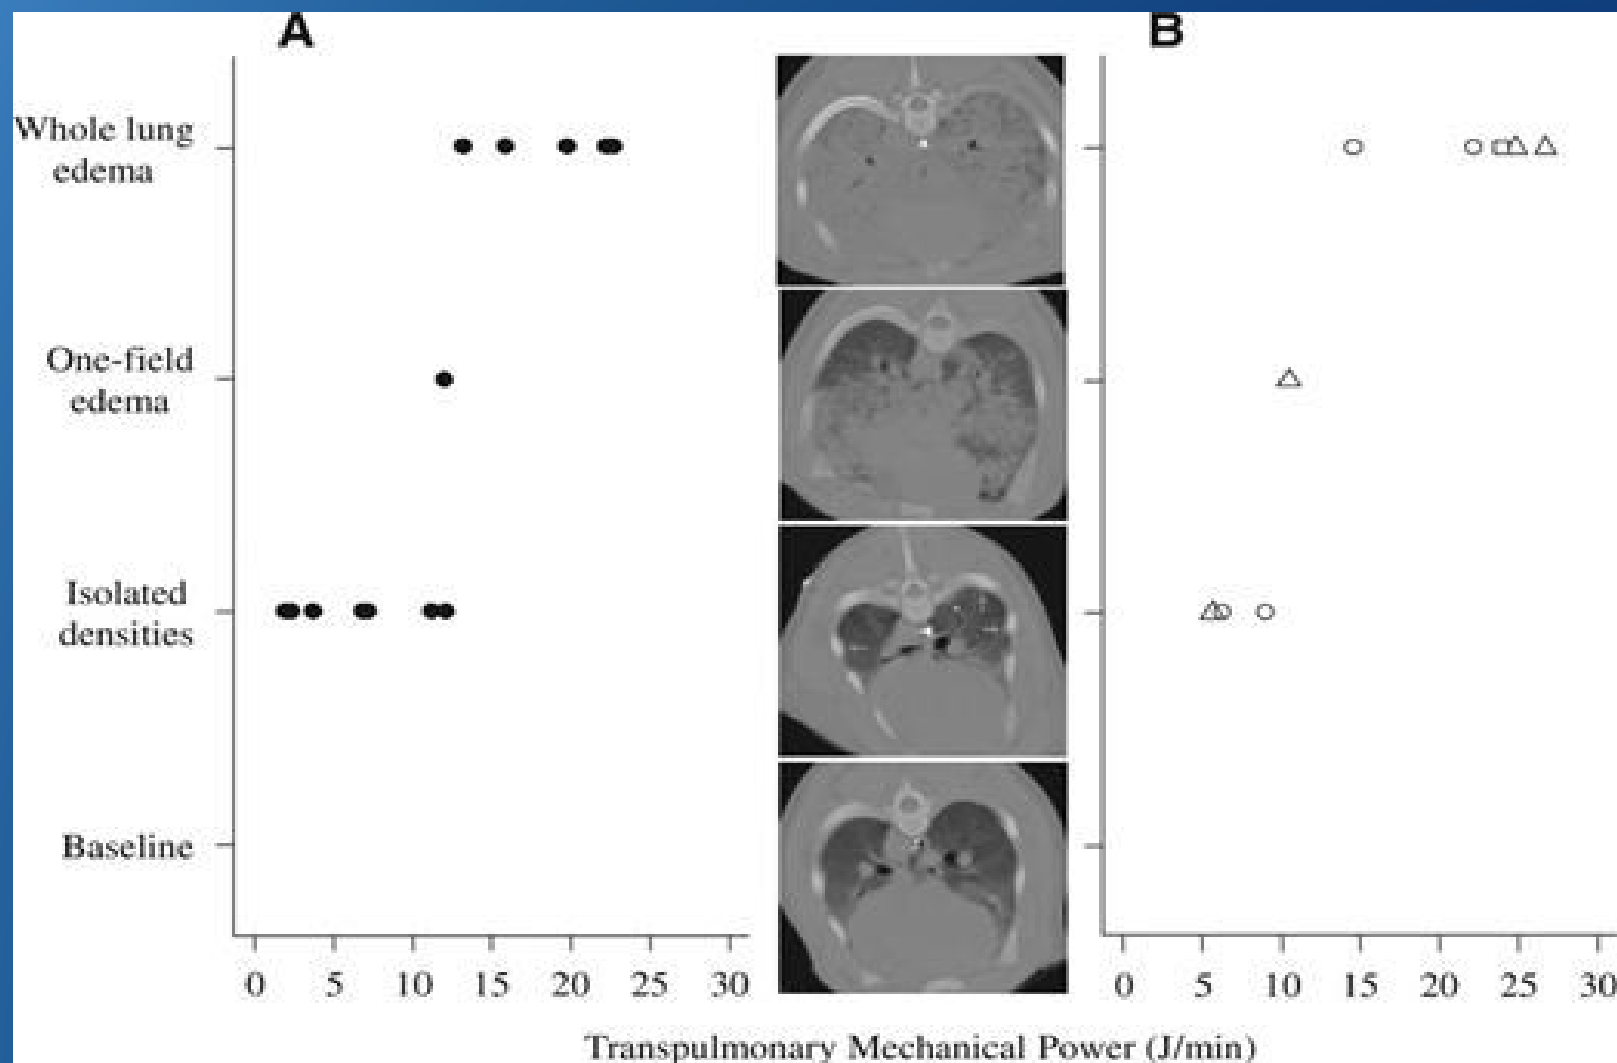 A
B
Whole lung
edema
One-field
edema
Isolated
densities
Baseline
0 5 10 15 20 25 30
0 5 10 15 20 25 30
Transpulmonary Mechanical Power (J/min)